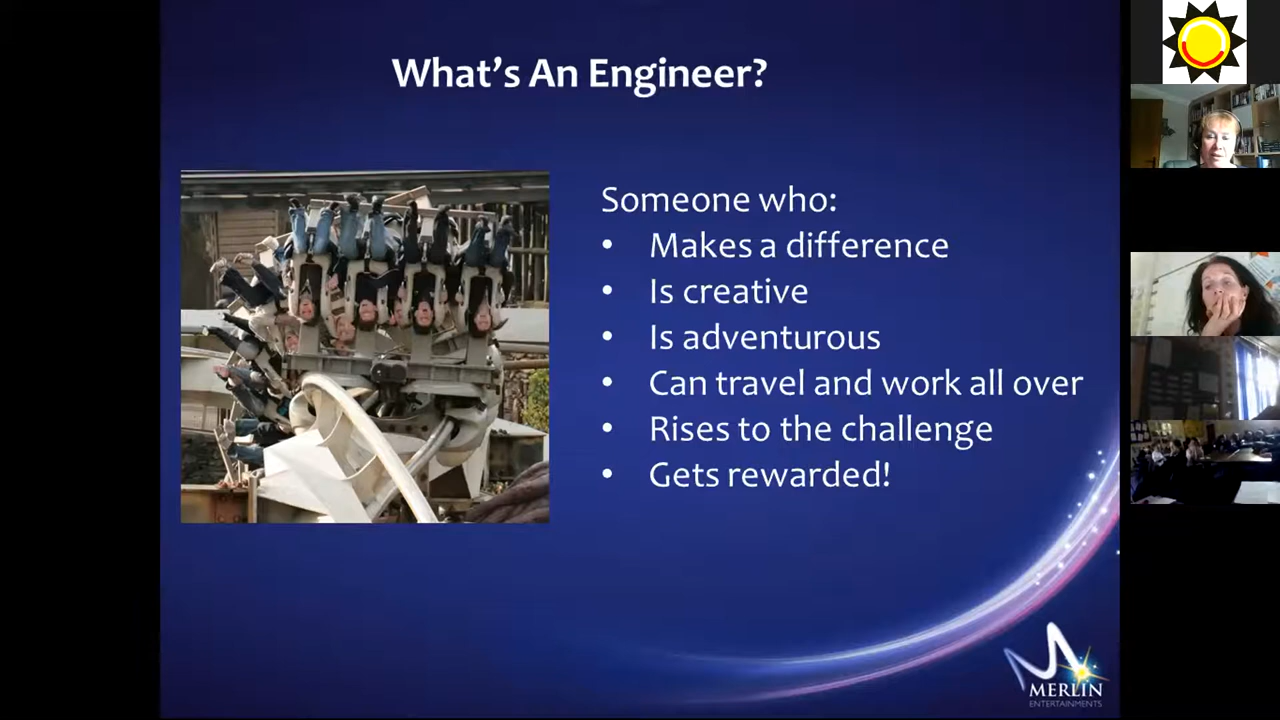 What's An Engineer?
Someone who:
• Makes a difference
• Is creative
• Is adventurous
• Can travel and work all over
• Rises to the challenge
• Gets rewarded!
MERLIN
ENTERTAINMENTS